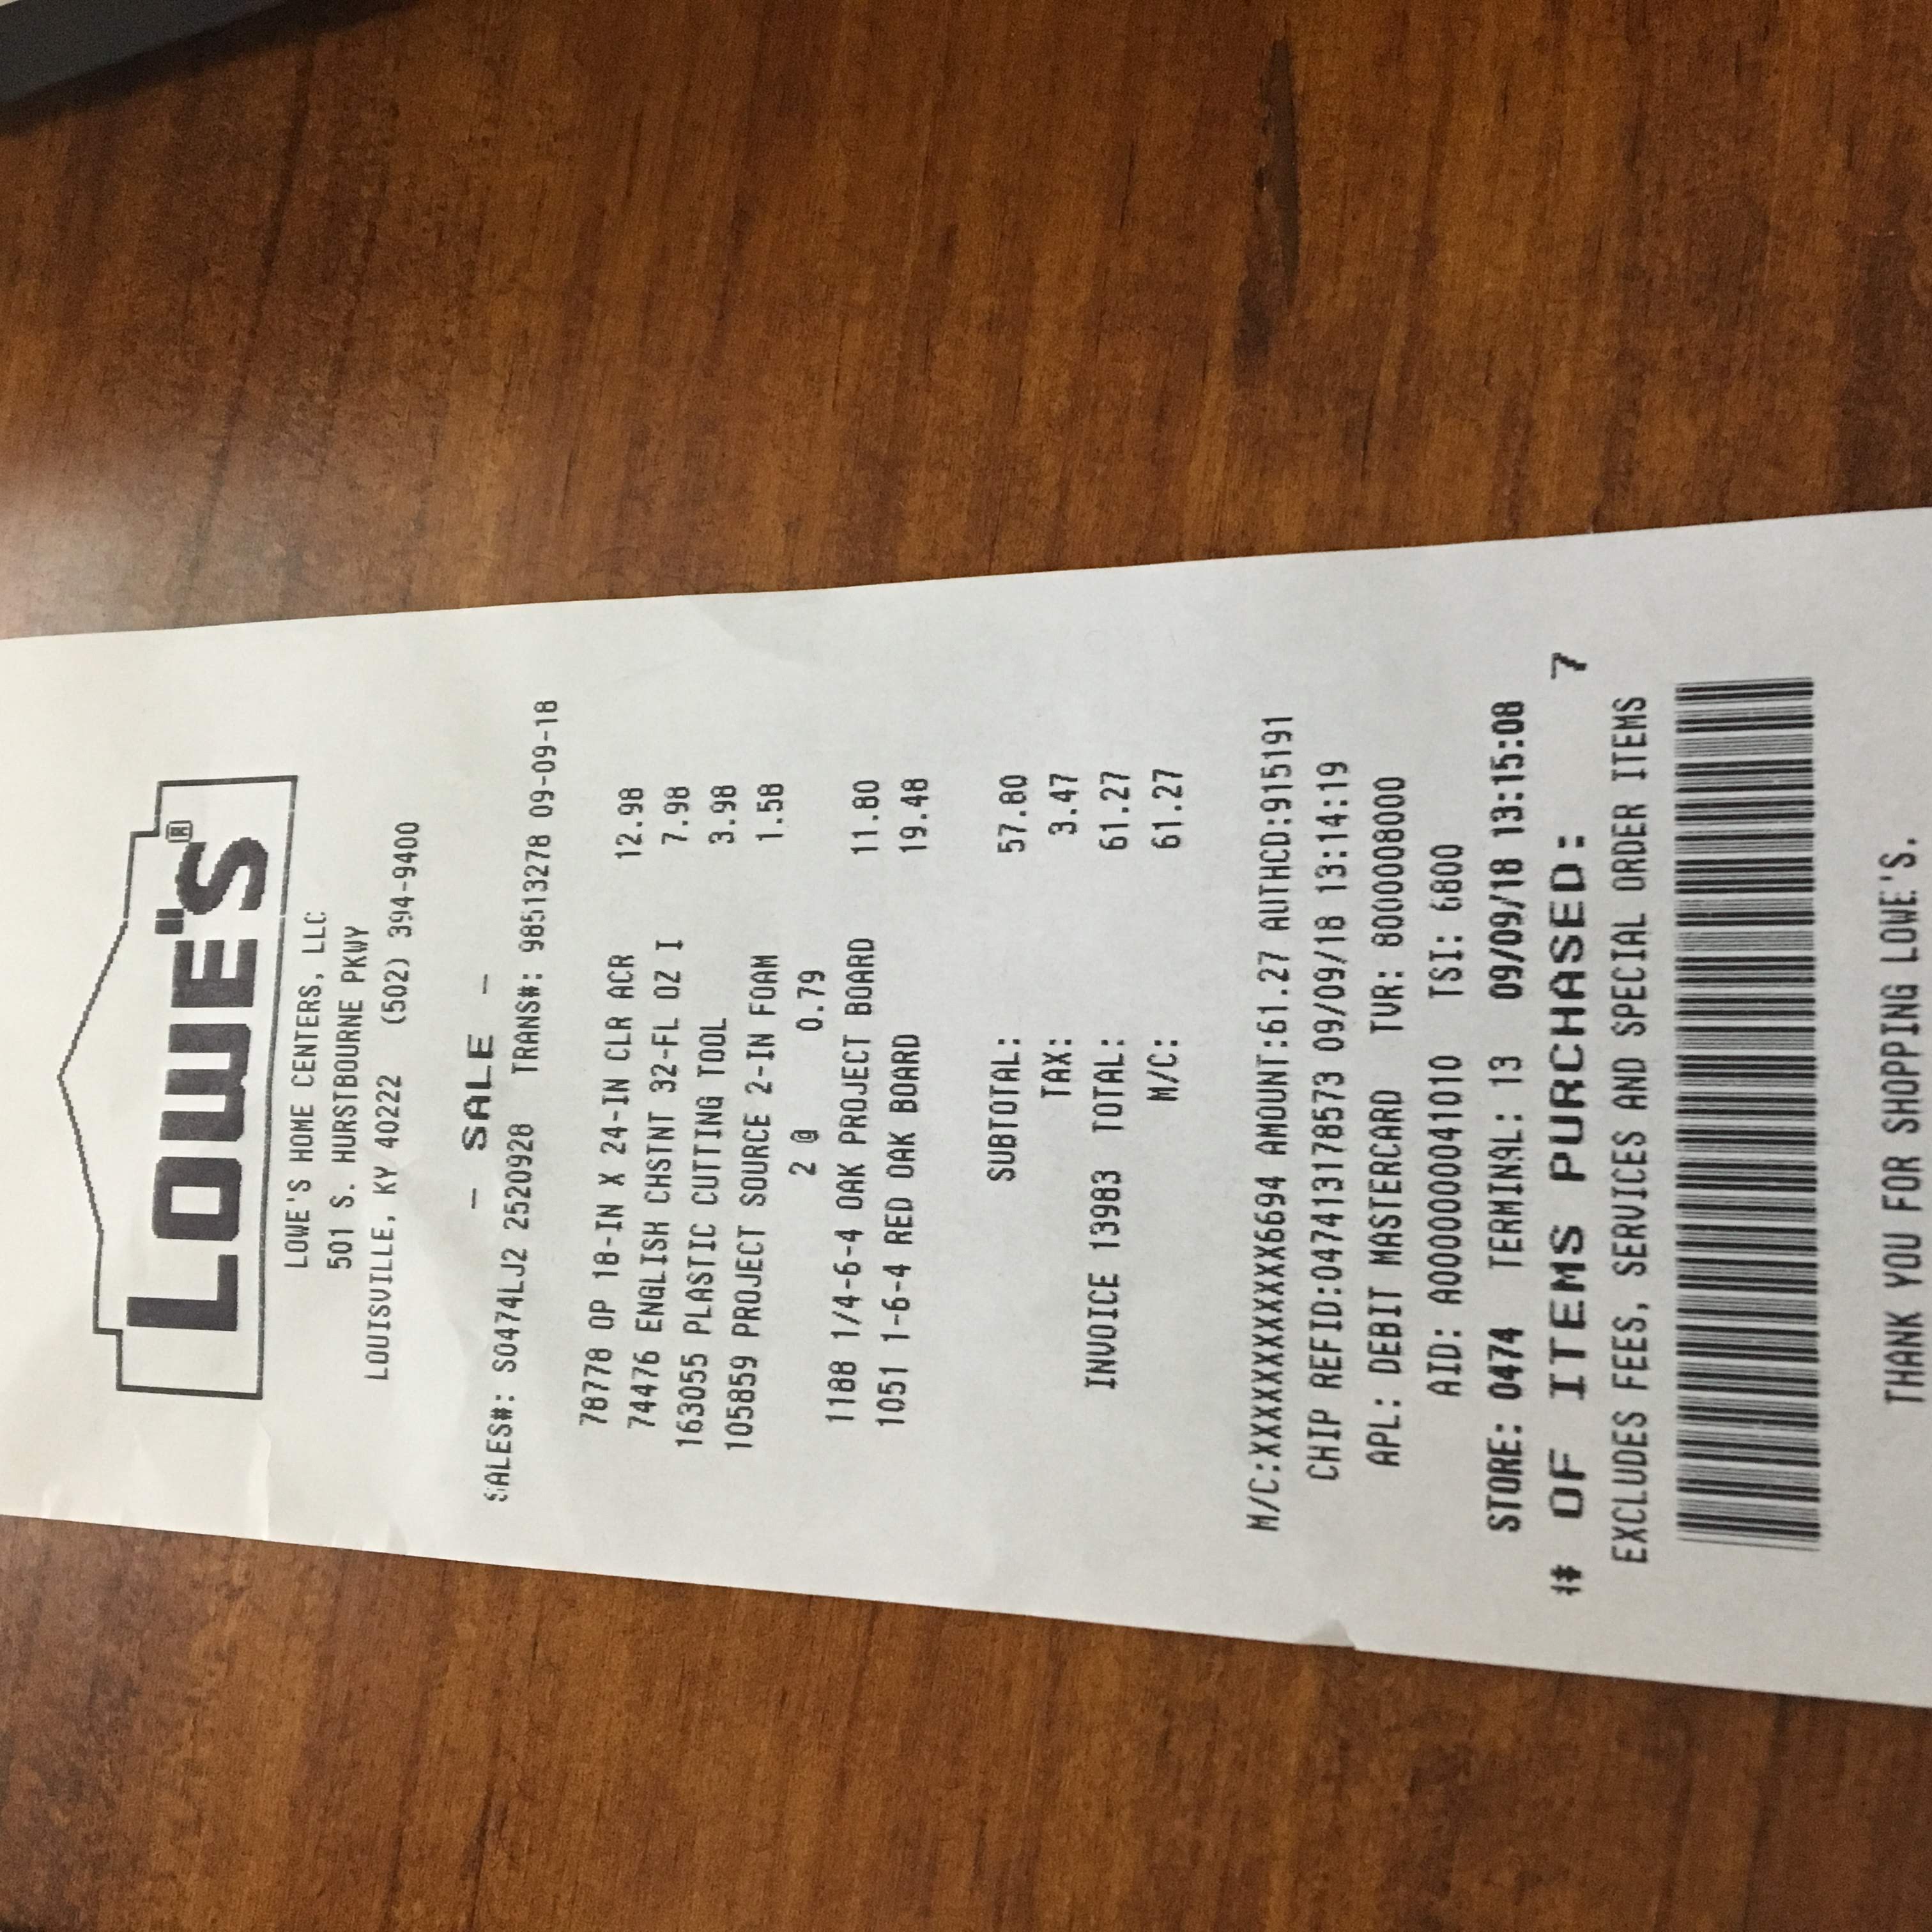 LOWE'S®
LOWE'S HOME CENTERS, LLC
501 S. HURSTBOURNE PKWY
LOUISVILLE, KY 40222 (502) 394-9400
- SALE -
SALES#: S0474LJ2 2520928 TRANS#: 98513278 09-09-18
78778 OP 18-IN X 24-IN CLR ACR 12.98
74476 ENGLISH CHSTNT 32-FL OZ I 7.98
163055 PLASTIC CUTTING TOOL 3.98
105859 PROJECT SOURCE 2-IN FOAM 1.58
2 @ 0.79
1188 1/4-6-4 OAK PROJECT BOARD 11.80
1051 1-6-4 RED OAK BOARD 19.48
SUBTOTAL: 57.80
TAX: 3.47
INVOICE 13983 TOTAL: 61.27
M/C: 61.27
M/C:XXXXXXXXXXXX6694 AMOUNT:61.27 AUTHCD:915191
CHIP REFID:047413178573 09/09/18 13:14:19
APL: DEBIT MASTERCARD TVR: 8000008000
AID: A0000000041010 TSI: 6800
STORE: 0474 TERMINAL: 13 09/09/18 13:15:08
# OF ITEMS PURCHASED: 7
EXCLUDES FEES, SERVICES AND SPECIAL ORDER ITEMS
THANK YOU FOR SHOPPING LOWE'S.